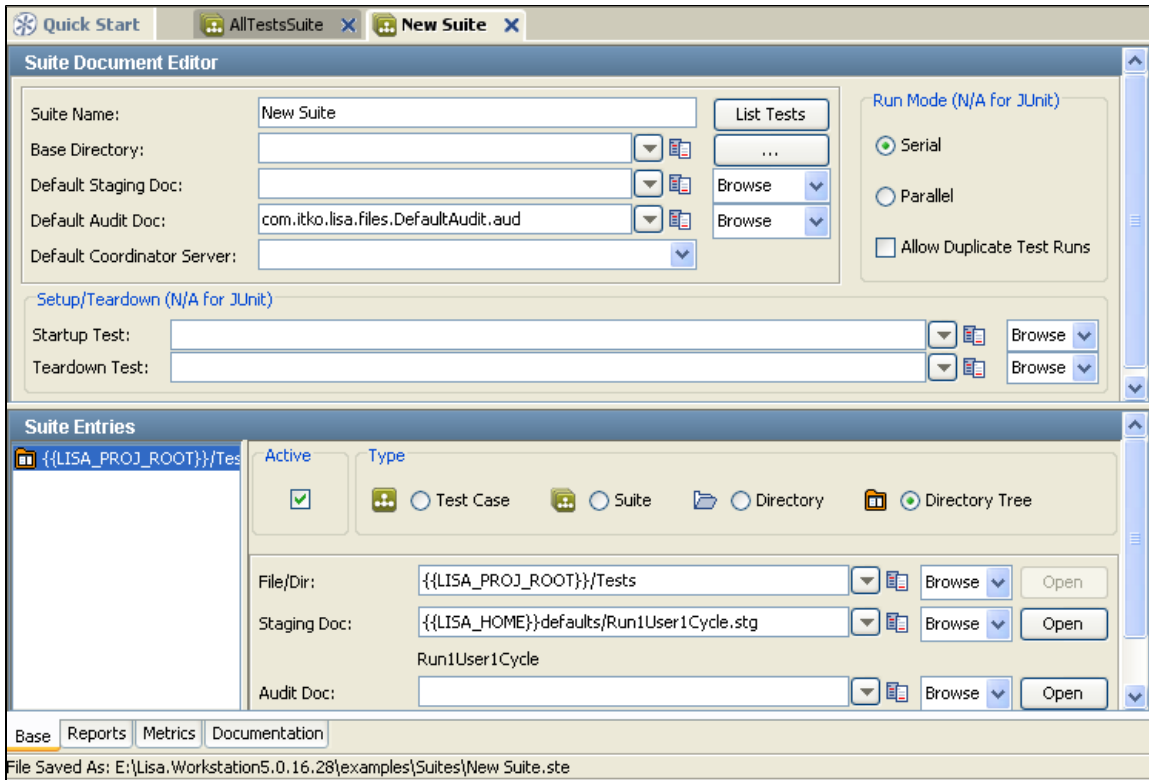 Quick Start AllTestsSuite New Suite
Suite Document Editor
Suite Name: New Suite List Tests
Base Directory: ...
Default Staging Doc: Browse
Default Audit Doc: com.itko.lisa.files.DefaultAudit.aud Browse
Default Coordinator Server:
Run Mode (N/A for JUnit)
Serial
Parallel
Allow Duplicate Test Runs
Setup/Teardown (N/A for JUnit)
Startup Test: Browse
Teardown Test: Browse
Suite Entries
{{LISA_PROJ_ROOT}}/Tes
Active Type
Test Case Suite Directory Directory Tree
File/Dir: {{LISA_PROJ_ROOT}}/Tests Browse Open
Staging Doc: {{LISA_HOME}}defaults/Run1User1Cycle.stg Browse Open
Run1User1Cycle
Audit Doc: Browse Open
Base Reports Metrics Documentation
File Saved As: E:\Lisa.Workstation5.0.16.28\examples\Suites\New Suite.ste